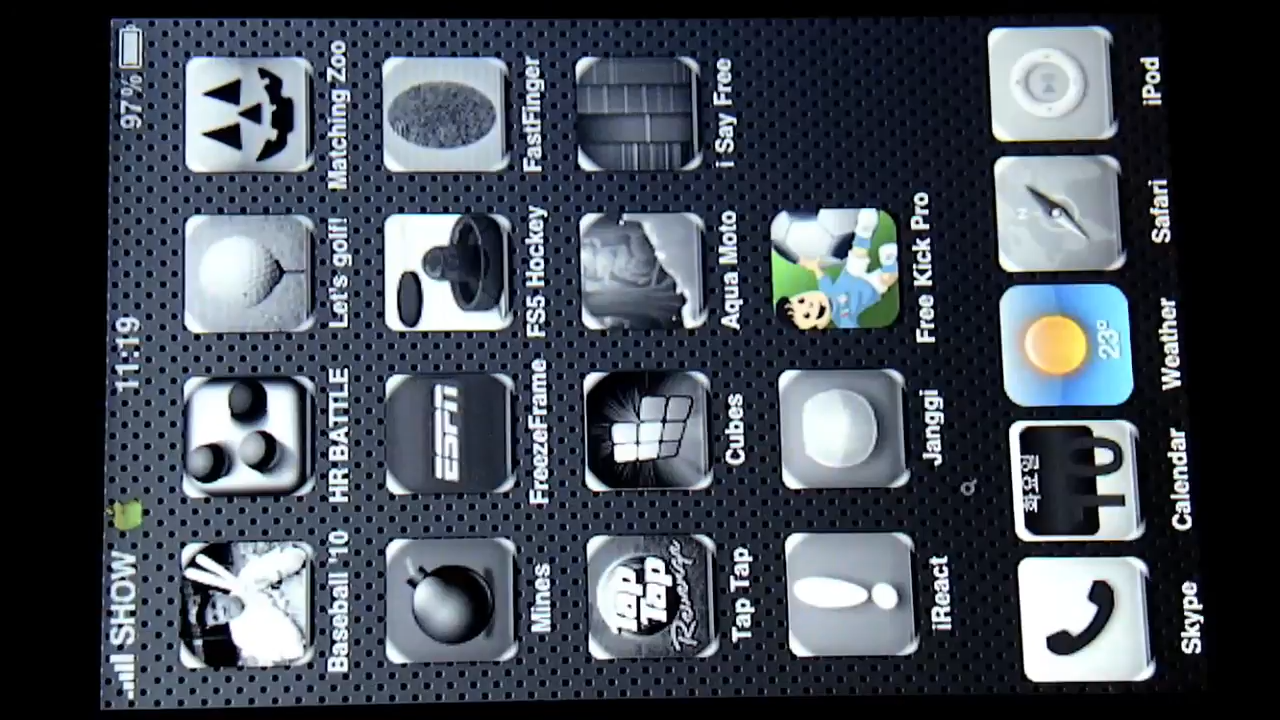 SHOW 11:19 97%
Baseball '10 HR BATTLE Let's golf! Matching Zoo
ESPN
Mines FreezeFrame FS5 Hockey FastFinger
Tap Tap Revenge
Tap Tap Cubes Aqua Moto i Say Free
iReact Janggi Free Kick Pro
화요일
10
23°
N
Skype Calendar Weather Safari iPod